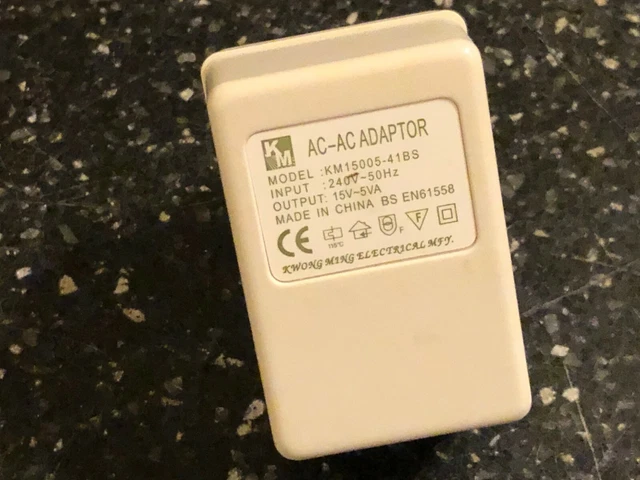 KM
AC-AC ADAPTOR
MODEL :KM15005-41BS
INPUT : 240V~50Hz
OUTPUT: 15V~5VA
MADE IN CHINA BS EN61558
CE
F
F
KWONG MING ELECTRICAL MFY.